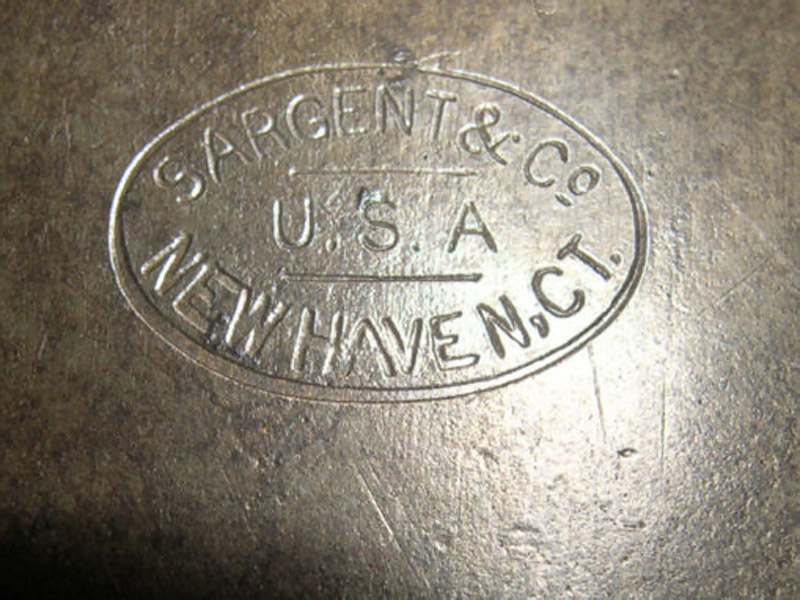 SARGENT & Co.
U.S.A
NEW HAVEN, CT.